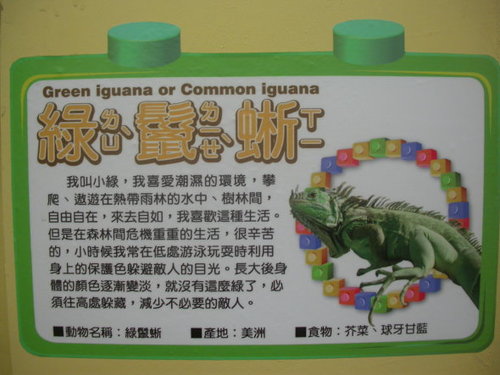 Green iguana or Common iguana
綠ㄌㄩˋ鬣ㄌㄧㄝˋ蜥ㄒㄧ
我叫小綠，我喜愛潮濕的環境，攀
爬、遨遊在熱帶雨林的水中、樹林間，
自由自在，來去自如，我喜歡這種生活。
但是在森林間危機重重的生活，很辛苦
的，小時候我常在低處游泳玩耍時利用
身上的保護色躲避敵人的目光。長大後身
體的顏色逐漸變淡，就沒有這麼綠了，必
須往高處躲藏，減少不必要的敵人。
■動物名稱：綠鬣蜥 ■產地：美洲 ■食物：芥菜、球牙甘藍